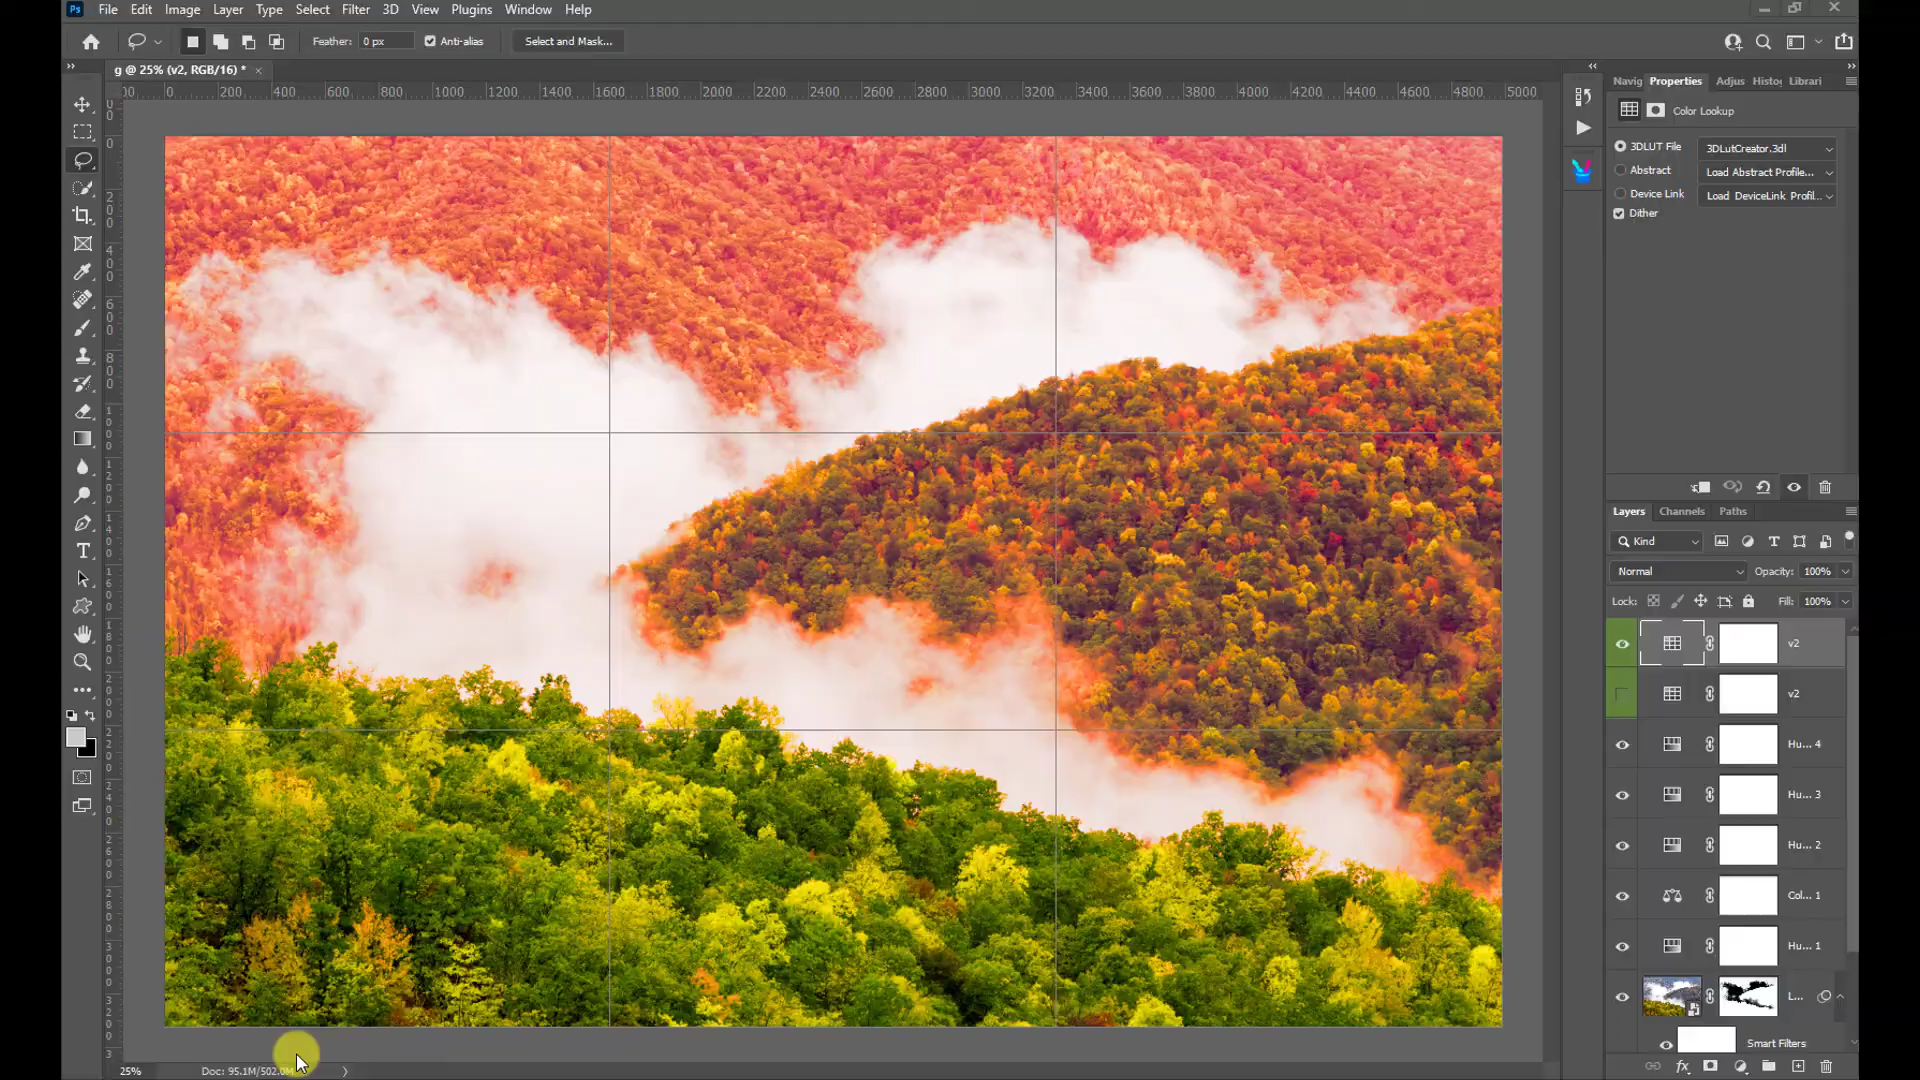 Ps File Edit Image Layer Type Select Filter 3D View Plugins Window Help
Feather: 0 px Anti-alias Select and Mask...
g @ 25% (v2, RGB/16) * ×
00 0 200 400 600 800 1000 1200 1400 1600 1800 2000 2200 2400 2600 2800 3000 3200 3400 3600 3800 4000 4200 4400 4600 4800 5000
Navig Properties Adjus Histog Librari
Color Lookup
3DLUT File 3DLutCreator.3dl
Abstract Load Abstract Profile...
Device Link Load DeviceLink Profil...
Dither
Layers Channels Paths
Kind
Normal Opacity: 100%
Lock: Fill: 100%
v2
v2
Hu... 4
Hu... 3
Hu... 2
Col... 1
Hu... 1
L...
Smart Filters
25% Doc: 95.1M/502.0M